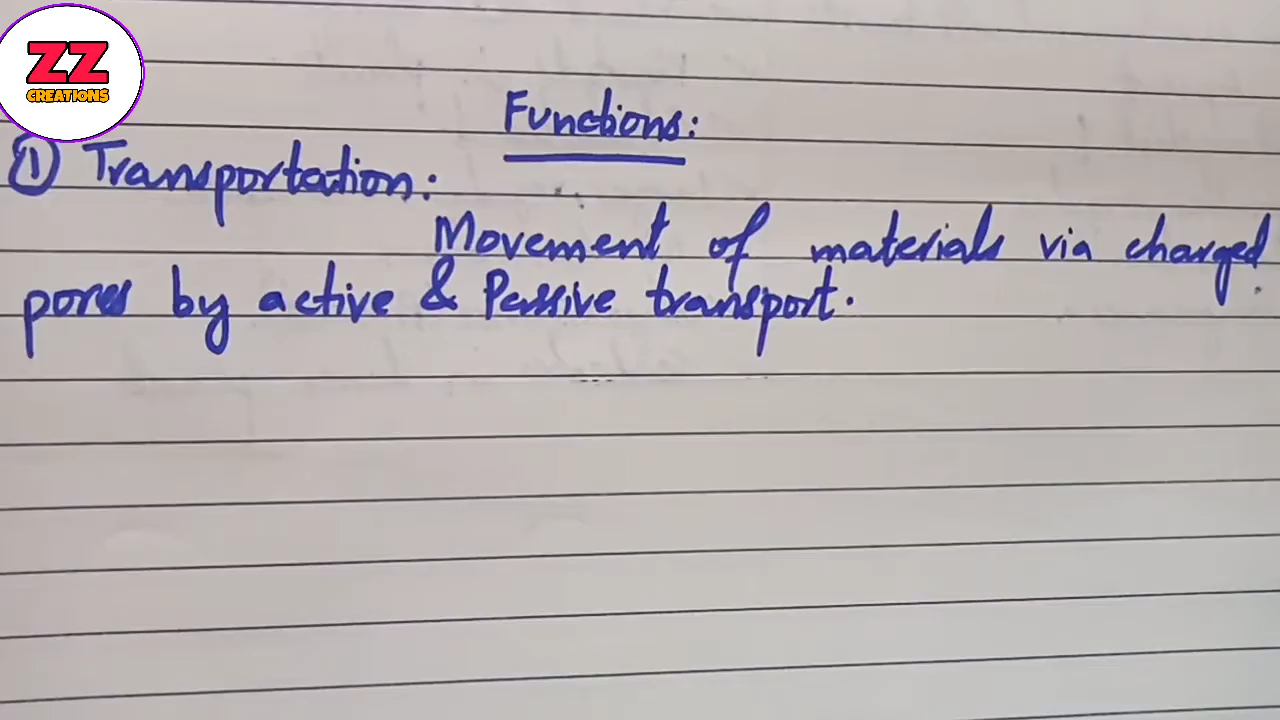 ZZ
CREATIONS
Functions:
① Transportation:
Movement of materials via charged
pores by active & Passive transport.